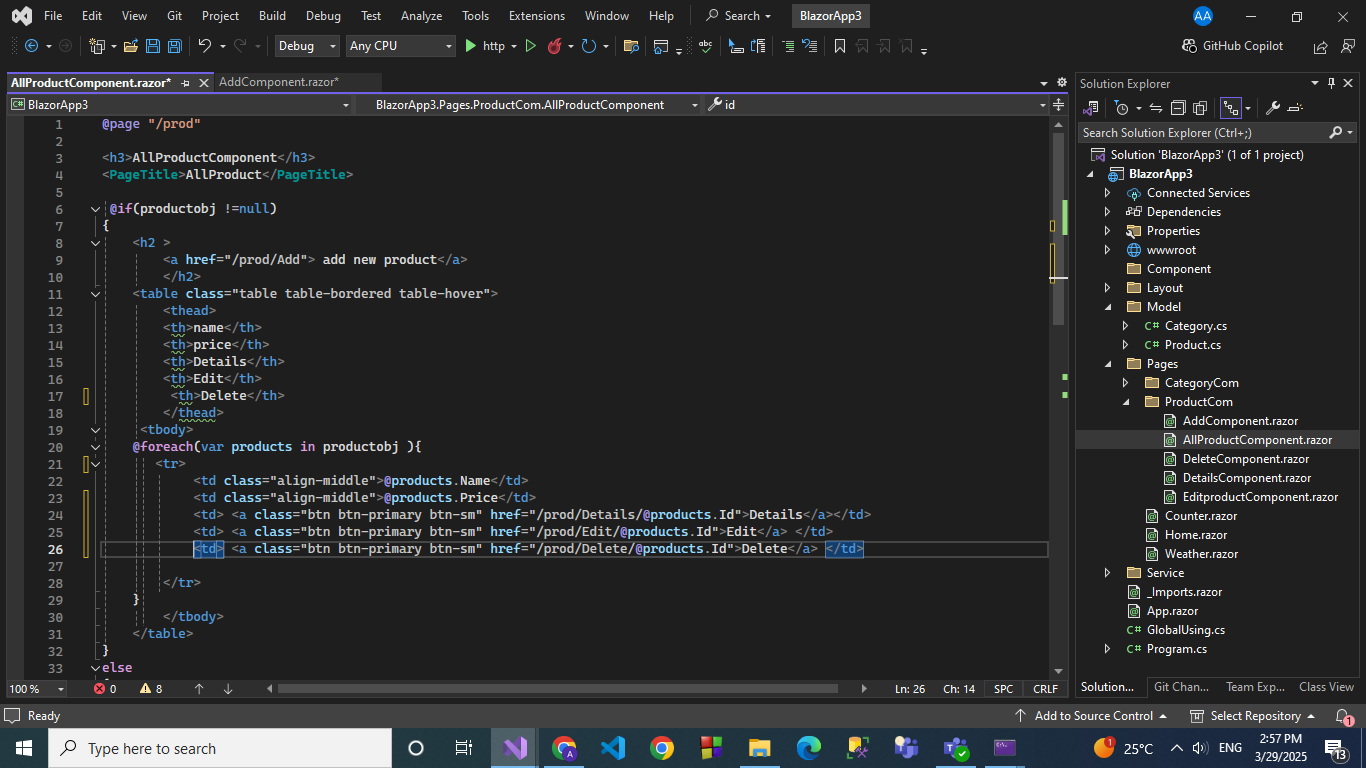 File Edit View Git Project Build Debug Test Analyze Tools Extensions Window Help Search BlazorApp3 AA
Debug Any CPU http GitHub Copilot
AllProductComponent.razor* AddComponent.razor*
BlazorApp3 BlazorApp3.Pages.ProductCom.AllProductComponent id
1 @page "/prod"
2
3 <h3>AllProductComponent</h3>
4 <PageTitle>AllProduct</PageTitle>
5
6 @if(productobj !=null)
7 {
8 <h2 >
9 <a href="/prod/Add"> add new product</a>
10 </h2>
11 <table class="table table-bordered table-hover">
12 <thead>
13 <th>name</th>
14 <th>price</th>
15 <th>Details</th>
16 <th>Edit</th>
17 <th>Delete</th>
18 </thead>
19 <tbody>
20 @foreach(var products in productobj ){
21 <tr>
22 <td class="align-middle">@products.Name</td>
23 <td class="align-middle">@products.Price</td>
24 <td> <a class="btn btn-primary btn-sm" href="/prod/Details/@products.Id">Details</a></td>
25 <td> <a class="btn btn-primary btn-sm" href="/prod/Edit/@products.Id">Edit</a> </td>
26 <td> <a class="btn btn-primary btn-sm" href="/prod/Delete/@products.Id">Delete</a> </td>
27
28 </tr>
29 }
30 </tbody>
31 </table>
32 }
33 else
100 % 0 8 Ln: 26 Ch: 14 SPC CRLF
Solution Explorer
Search Solution Explorer (Ctrl+;)
Solution 'BlazorApp3' (1 of 1 project)
BlazorApp3
Connected Services
Dependencies
Properties
wwwroot
Component
Layout
Model
C# Category.cs
C# Product.cs
Pages
CategoryCom
ProductCom
AddComponent.razor
AllProductComponent.razor
DeleteComponent.razor
DetailsComponent.razor
EditproductComponent.razor
Counter.razor
Home.razor
Weather.razor
Service
_Imports.razor
App.razor
C# GlobalUsing.cs
C# Program.cs
Solution... Git Chan... Team Exp... Class View
Ready Add to Source Control Select Repository 1
Type here to search 1 25°C ENG 2:57 PM
3/29/2025 13